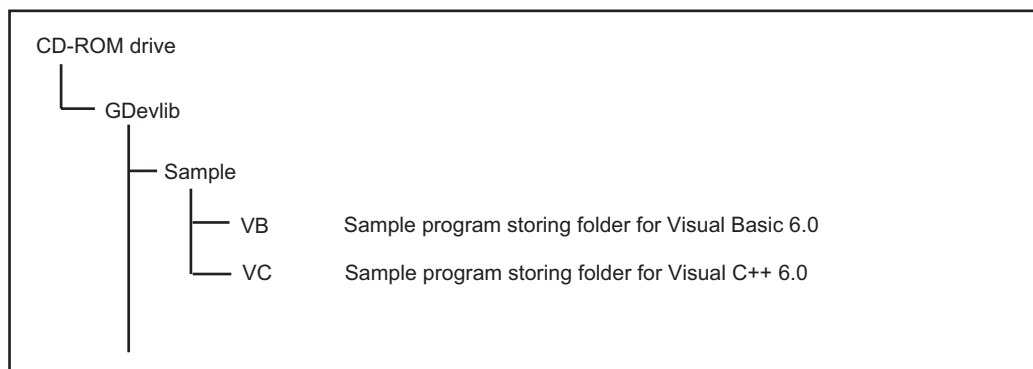 CD-ROM drive
GDevlib
Sample
VB Sample program storing folder for Visual Basic 6.0
VC Sample program storing folder for Visual C++ 6.0